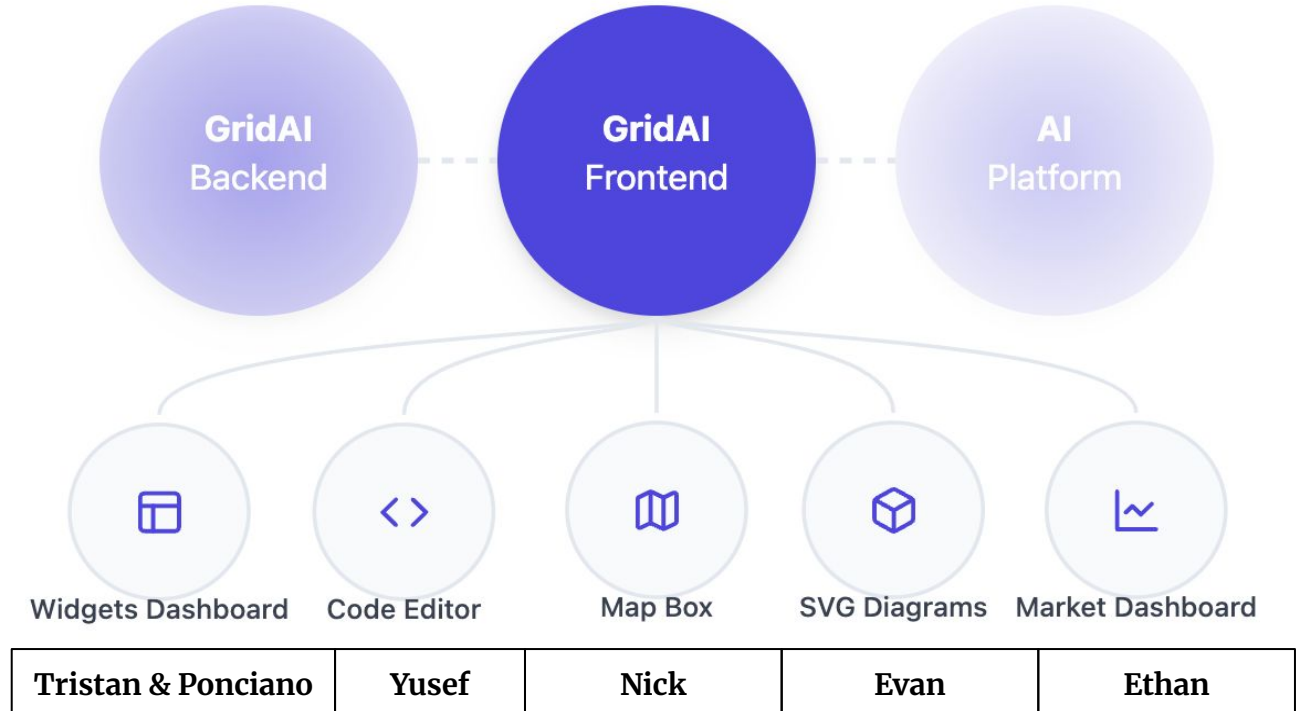 GridAI
Backend
GridAI
Frontend
AI
Platform
Widgets Dashboard
Code Editor
Map Box
SVG Diagrams
Market Dashboard
Tristan & Ponciano
Yusef
Nick
Evan
Ethan